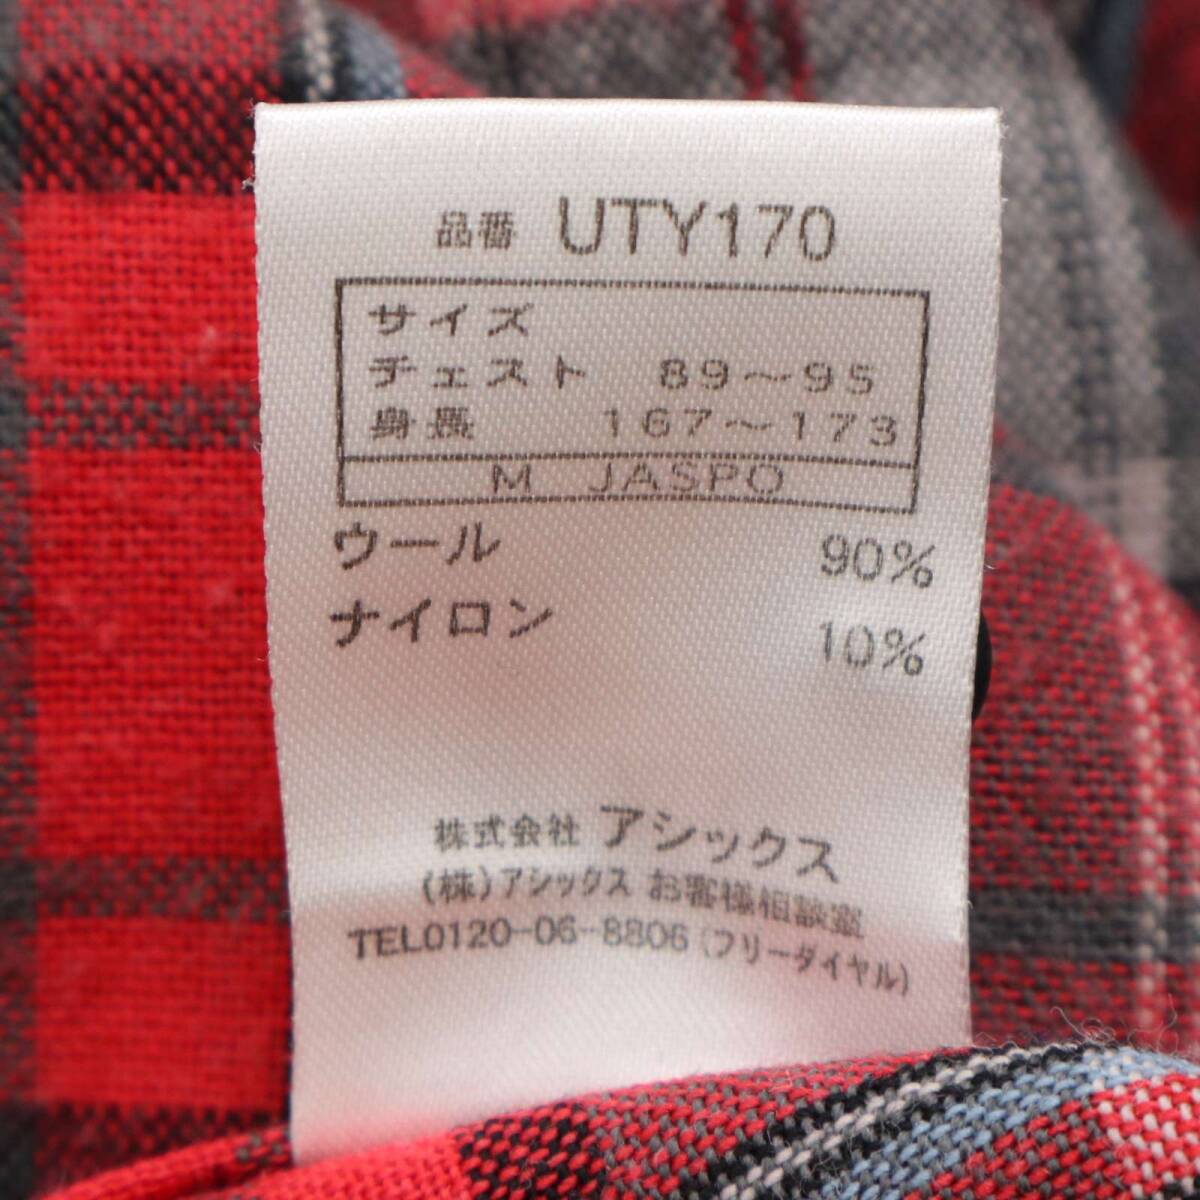 品番 UTY170
サイズ
チェスト 89～95
身長 167～173
M JASPO
ウール 90%
ナイロン 10%
株式会社 アシックス
(株)アシックス お客様相談室
TEL0120-06-8806(フリーダイヤル)